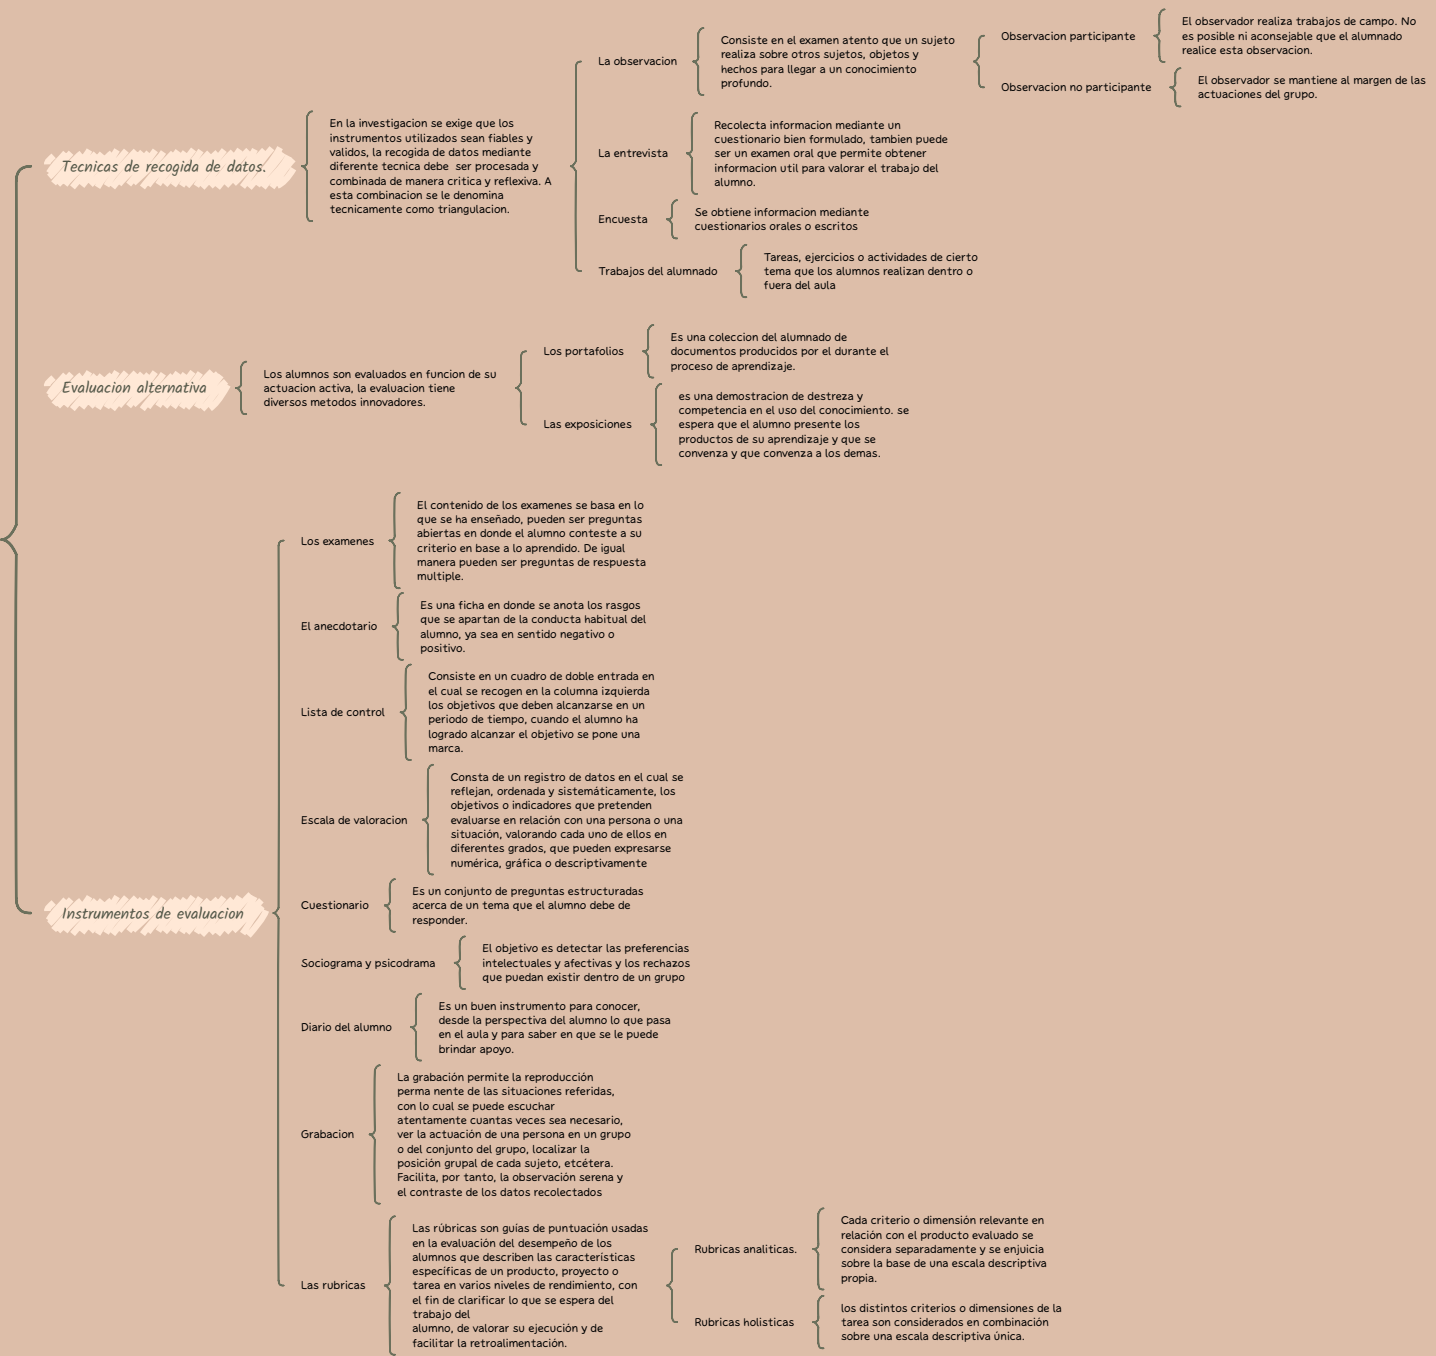 Tecnicas de recogida de datos.
En la investigacion se exige que los
instrumentos utilizados sean fiables y
validos, la recogida de datos mediante
diferente tecnica debe  ser procesada y
combinada de manera critica y reflexiva. A
esta combinacion se le denomina
tecnicamente como triangulacion.
La observacion
Consiste en el examen atento que un sujeto
realiza sobre otros sujetos, objetos y
hechos para llegar a un conocimiento
profundo.
Observacion participante
El observador realiza trabajos de campo. No
es posible ni aconsejable que el alumnado
realice esta observacion.
Observacion no participante
El observador se mantiene al margen de las
actuaciones del grupo.
La entrevista
Recolecta informacion mediante un
cuestionario bien formulado, tambien puede
ser un examen oral que permite obtener
informacion util para valorar el trabajo del
alumno.
Encuesta
Se obtiene informacion mediante
cuestionarios orales o escritos
Trabajos del alumnado
Tareas, ejercicios o actividades de cierto
tema que los alumnos realizan dentro o
fuera del aula
Evaluacion alternativa
Los alumnos son evaluados en funcion de su
actuacion activa, la evaluacion tiene
diversos metodos innovadores.
Los portafolios
Es una coleccion del alumnado de
documentos producidos por el durante el
proceso de aprendizaje.
Las exposiciones
es una demostracion de destreza y
competencia en el uso del conocimiento. se
espera que el alumno presente los
productos de su aprendizaje y que se
convenza y que convenza a los demas.
Instrumentos de evaluacion
Los examenes
El contenido de los examenes se basa en lo
que se ha enseñado, pueden ser preguntas
abiertas en donde el alumno conteste a su
criterio en base a lo aprendido. De igual
manera pueden ser preguntas de respuesta
multiple.
El anecdotario
Es una ficha en donde se anota los rasgos
que se apartan de la conducta habitual del
alumno, ya sea en sentido negativo o
positivo.
Lista de control
Consiste en un cuadro de doble entrada en
el cual se recogen en la columna izquierda
los objetivos que deben alcanzarse en un
periodo de tiempo, cuando el alumno ha
logrado alcanzar el objetivo se pone una
marca.
Escala de valoracion
Consta de un registro de datos en el cual se
reflejan, ordenada y sistemáticamente, los
objetivos o indicadores que pretenden
evaluarse en relación con una persona o una
situación, valorando cada uno de ellos en
diferentes grados, que pueden expresarse
numérica, gráfica o descriptivamente
Cuestionario
Es un conjunto de preguntas estructuradas
acerca de un tema que el alumno debe de
responder.
Sociograma y psicodrama
El objetivo es detectar las preferencias
intelectuales y afectivas y los rechazos
que puedan existir dentro de un grupo
Diario del alumno
Es un buen instrumento para conocer,
desde la perspectiva del alumno lo que pasa
en el aula y para saber en que se le puede
brindar apoyo.
Grabacion
La grabación permite la reproducción
perma nente de las situaciones referidas,
con lo cual se puede escuchar
atentamente cuantas veces sea necesario,
ver la actuación de una persona en un grupo
o del conjunto del grupo, localizar la
posición grupal de cada sujeto, etcétera.
Facilita, por tanto, la observación serena y
el contraste de los datos recolectados
Las rubricas
Las rúbricas son guías de puntuación usadas
en la evaluación del desempeño de los
alumnos que describen las características
específicas de un producto, proyecto o
tarea en varios niveles de rendimiento, con
el fin de clarificar lo que se espera del
trabajo del
alumno, de valorar su ejecución y de
facilitar la retroalimentación.
Rubricas analiticas.
Cada criterio o dimensión relevante en
relación con el producto evaluado se
considera separadamente y se enjuicia
sobre la base de una escala descriptiva
propia.
Rubricas holisticas
los distintos criterios o dimensiones de la
tarea son considerados en combinación
sobre una escala descriptiva única.